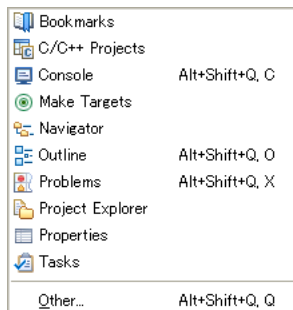 Bookmarks
C/C++ Projects
Console Alt+Shift+Q, C
Make Targets
Navigator
Outline Alt+Shift+Q, O
Problems Alt+Shift+Q, X
Project Explorer
Properties
Tasks
Other... Alt+Shift+Q, Q